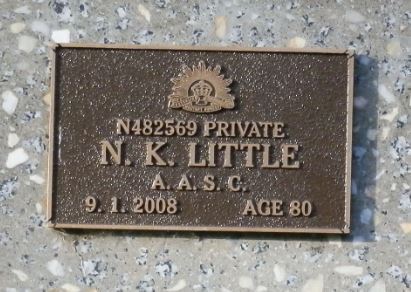 N482569 PRIVATE
N. K. LITTLE
A. A. S. C.
9. 1. 2008 AGE 80